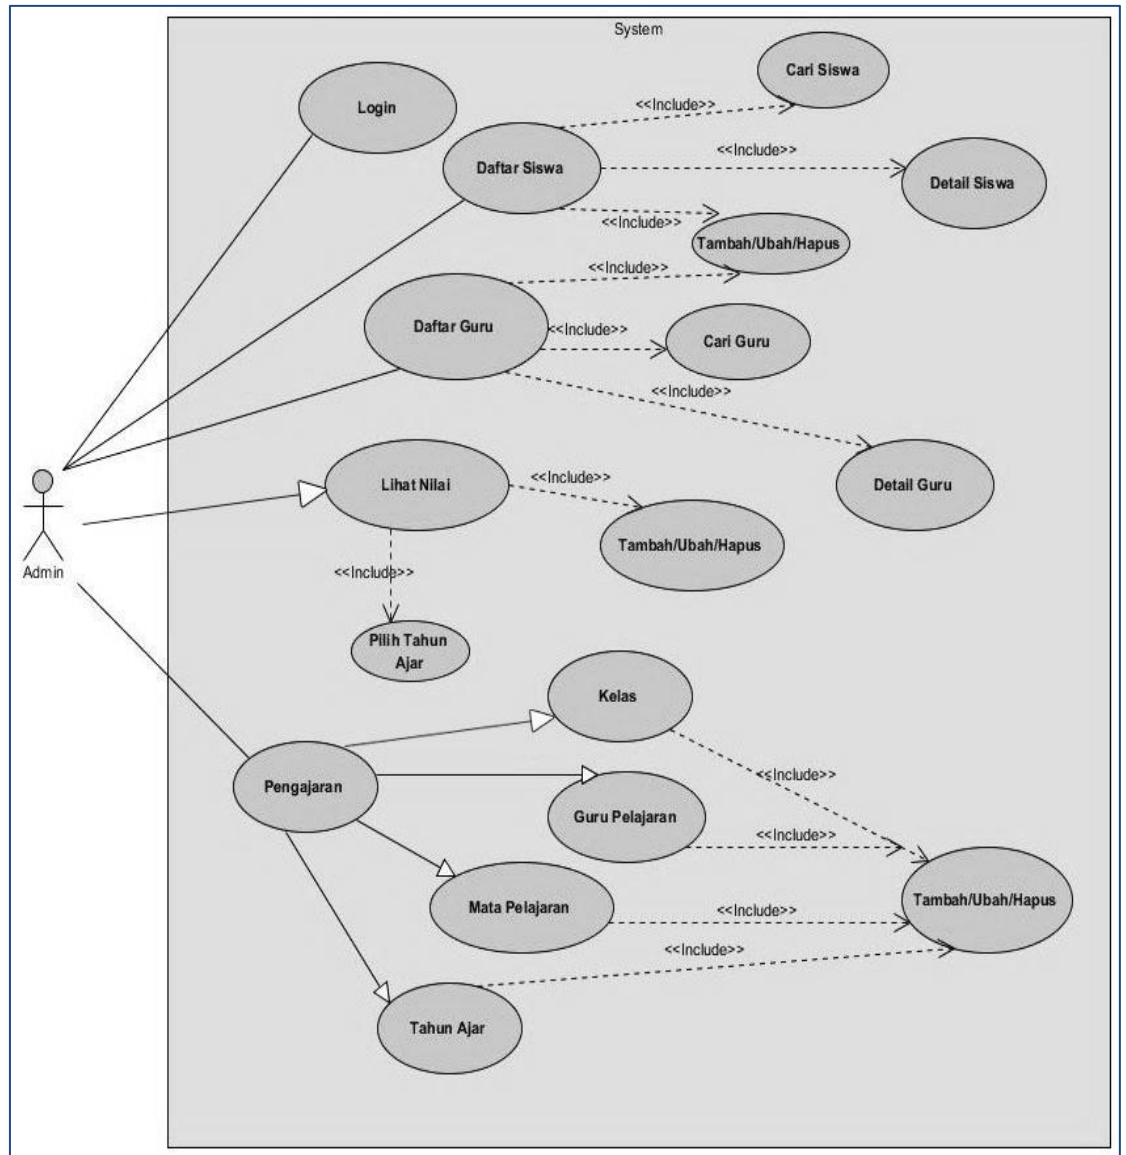 System
Cari Siswa
Login
<<Include>>
Daftar Siswa
<<Include>>
Detail Siswa
<<Include>>
Tambah/Ubah/Hapus
<<Include>>
Daftar Guru
<<Include>>
Cari Guru
<<Include>>
Lihat Nilai
<<Include>>
Detail Guru
Tambah/Ubah/Hapus
Admin
<<Include>>
Pilih Tahun
Ajar
Kelas
<<Include>>
Pengajaran
Guru Pelajaran
<<Include>>
Mata Pelajaran
<<Include>>
Tambah/Ubah/Hapus
<<Include>>
Tahun Ajar